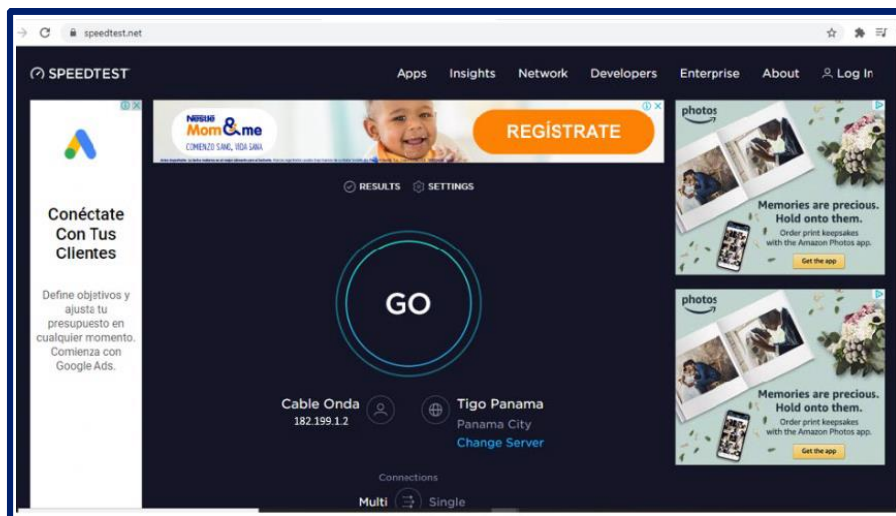 speedtest.net
SPEEDTEST
Apps Insights Network Developers Enterprise About Log In
Conéctate
Con Tus
Clientes
Define objetivos y
ajusta tu
presupuesto en
cualquier momento.
Comienza con
Google Ads.
Nestlé
Mom & me
COMIENZO SANO, VIDA SANA
REGÍSTRATE
RESULTS SETTINGS
GO
Cable Onda
182.199.1.2
Tigo Panama
Panama City
Change Server
Connections
Multi Single
photos
Memories are precious.
Hold onto them.
Order print keepsakes
with the Amazon Photos app.
Get the app
photos
Memories are precious.
Hold onto them.
Order print keepsakes
with the Amazon Photos app.
Get the app